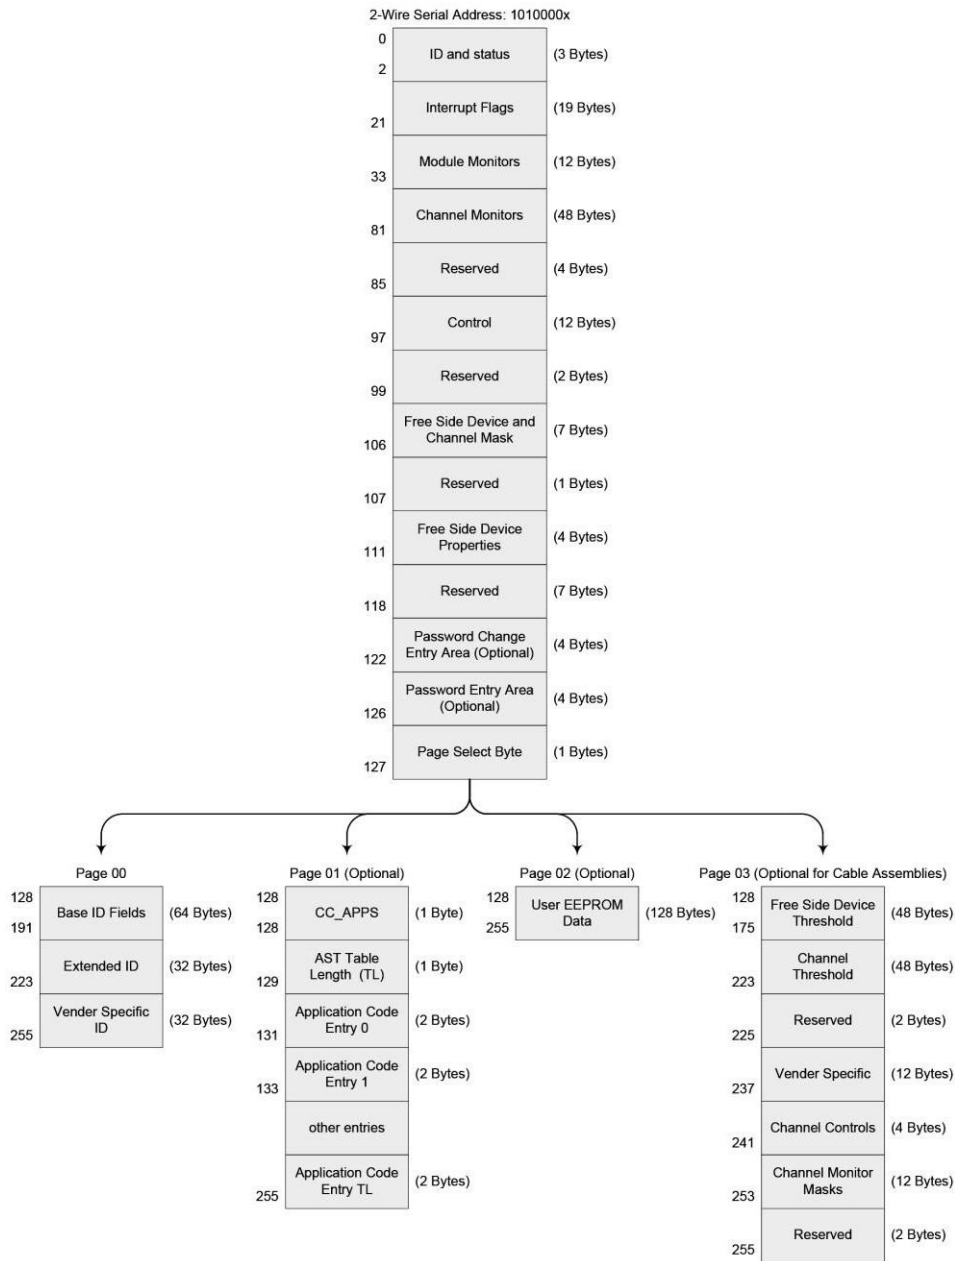 2-Wire Serial Address: 1010000x
0
ID and status (3 Bytes)
2
Interrupt Flags (19 Bytes)
21
Module Monitors (12 Bytes)
33
Channel Monitors (48 Bytes)
81
Reserved (4 Bytes)
85
Control (12 Bytes)
97
Reserved (2 Bytes)
99
Free Side Device and
Channel Mask (7 Bytes)
106
Reserved (1 Bytes)
107
Free Side Device
Properties (4 Bytes)
111
Reserved (7 Bytes)
118
Password Change
Entry Area (Optional) (4 Bytes)
122
Password Entry Area
(Optional) (4 Bytes)
126
Page Select Byte (1 Bytes)
127
Page 00
128
Base ID Fields (64 Bytes)
191
Extended ID (32 Bytes)
223
Vender Specific
ID (32 Bytes)
255
Page 01 (Optional)
128
CC_APPS (1 Byte)
128
AST Table
Length (TL) (1 Byte)
129
Application Code
Entry 0 (2 Bytes)
131
Application Code
Entry 1 (2 Bytes)
133
other entries
Application Code
Entry TL (2 Bytes)
255
Page 02 (Optional)
128
User EEPROM
Data (128 Bytes)
255
Page 03 (Optional for Cable Assemblies)
128
Free Side Device
Threshold (48 Bytes)
175
Channel
Threshold (48 Bytes)
223
Reserved (2 Bytes)
225
Vender Specific (12 Bytes)
237
Channel Controls (4 Bytes)
241
Channel Monitor
Masks (12 Bytes)
253
Reserved (2 Bytes)
255